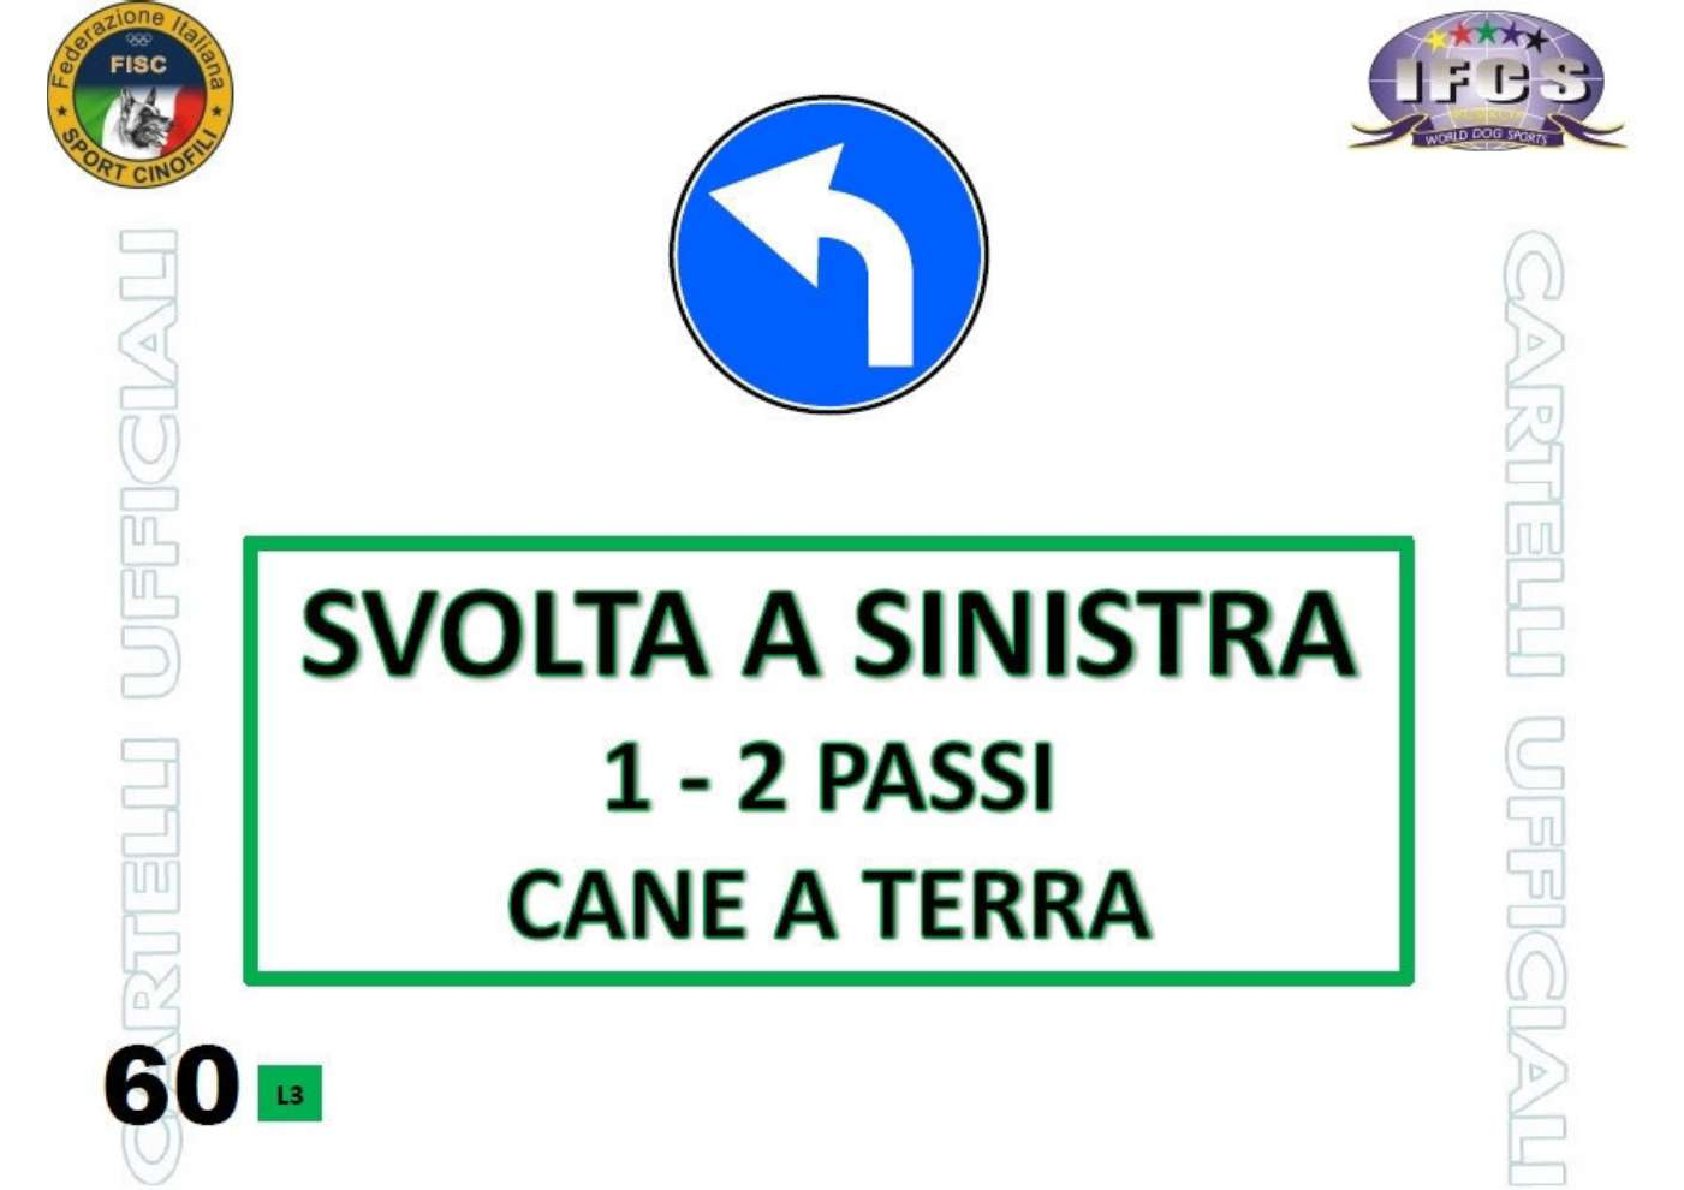 Federazione Italiana
FISC
SPORT CINOFILI
IFCS
WORLD DOG SPORTS
CARTELLI UFFICIALI
CARTELLI UFFICIALI
SVOLTA A SINISTRA
1 - 2 PASSI
CANE A TERRA
60
L3